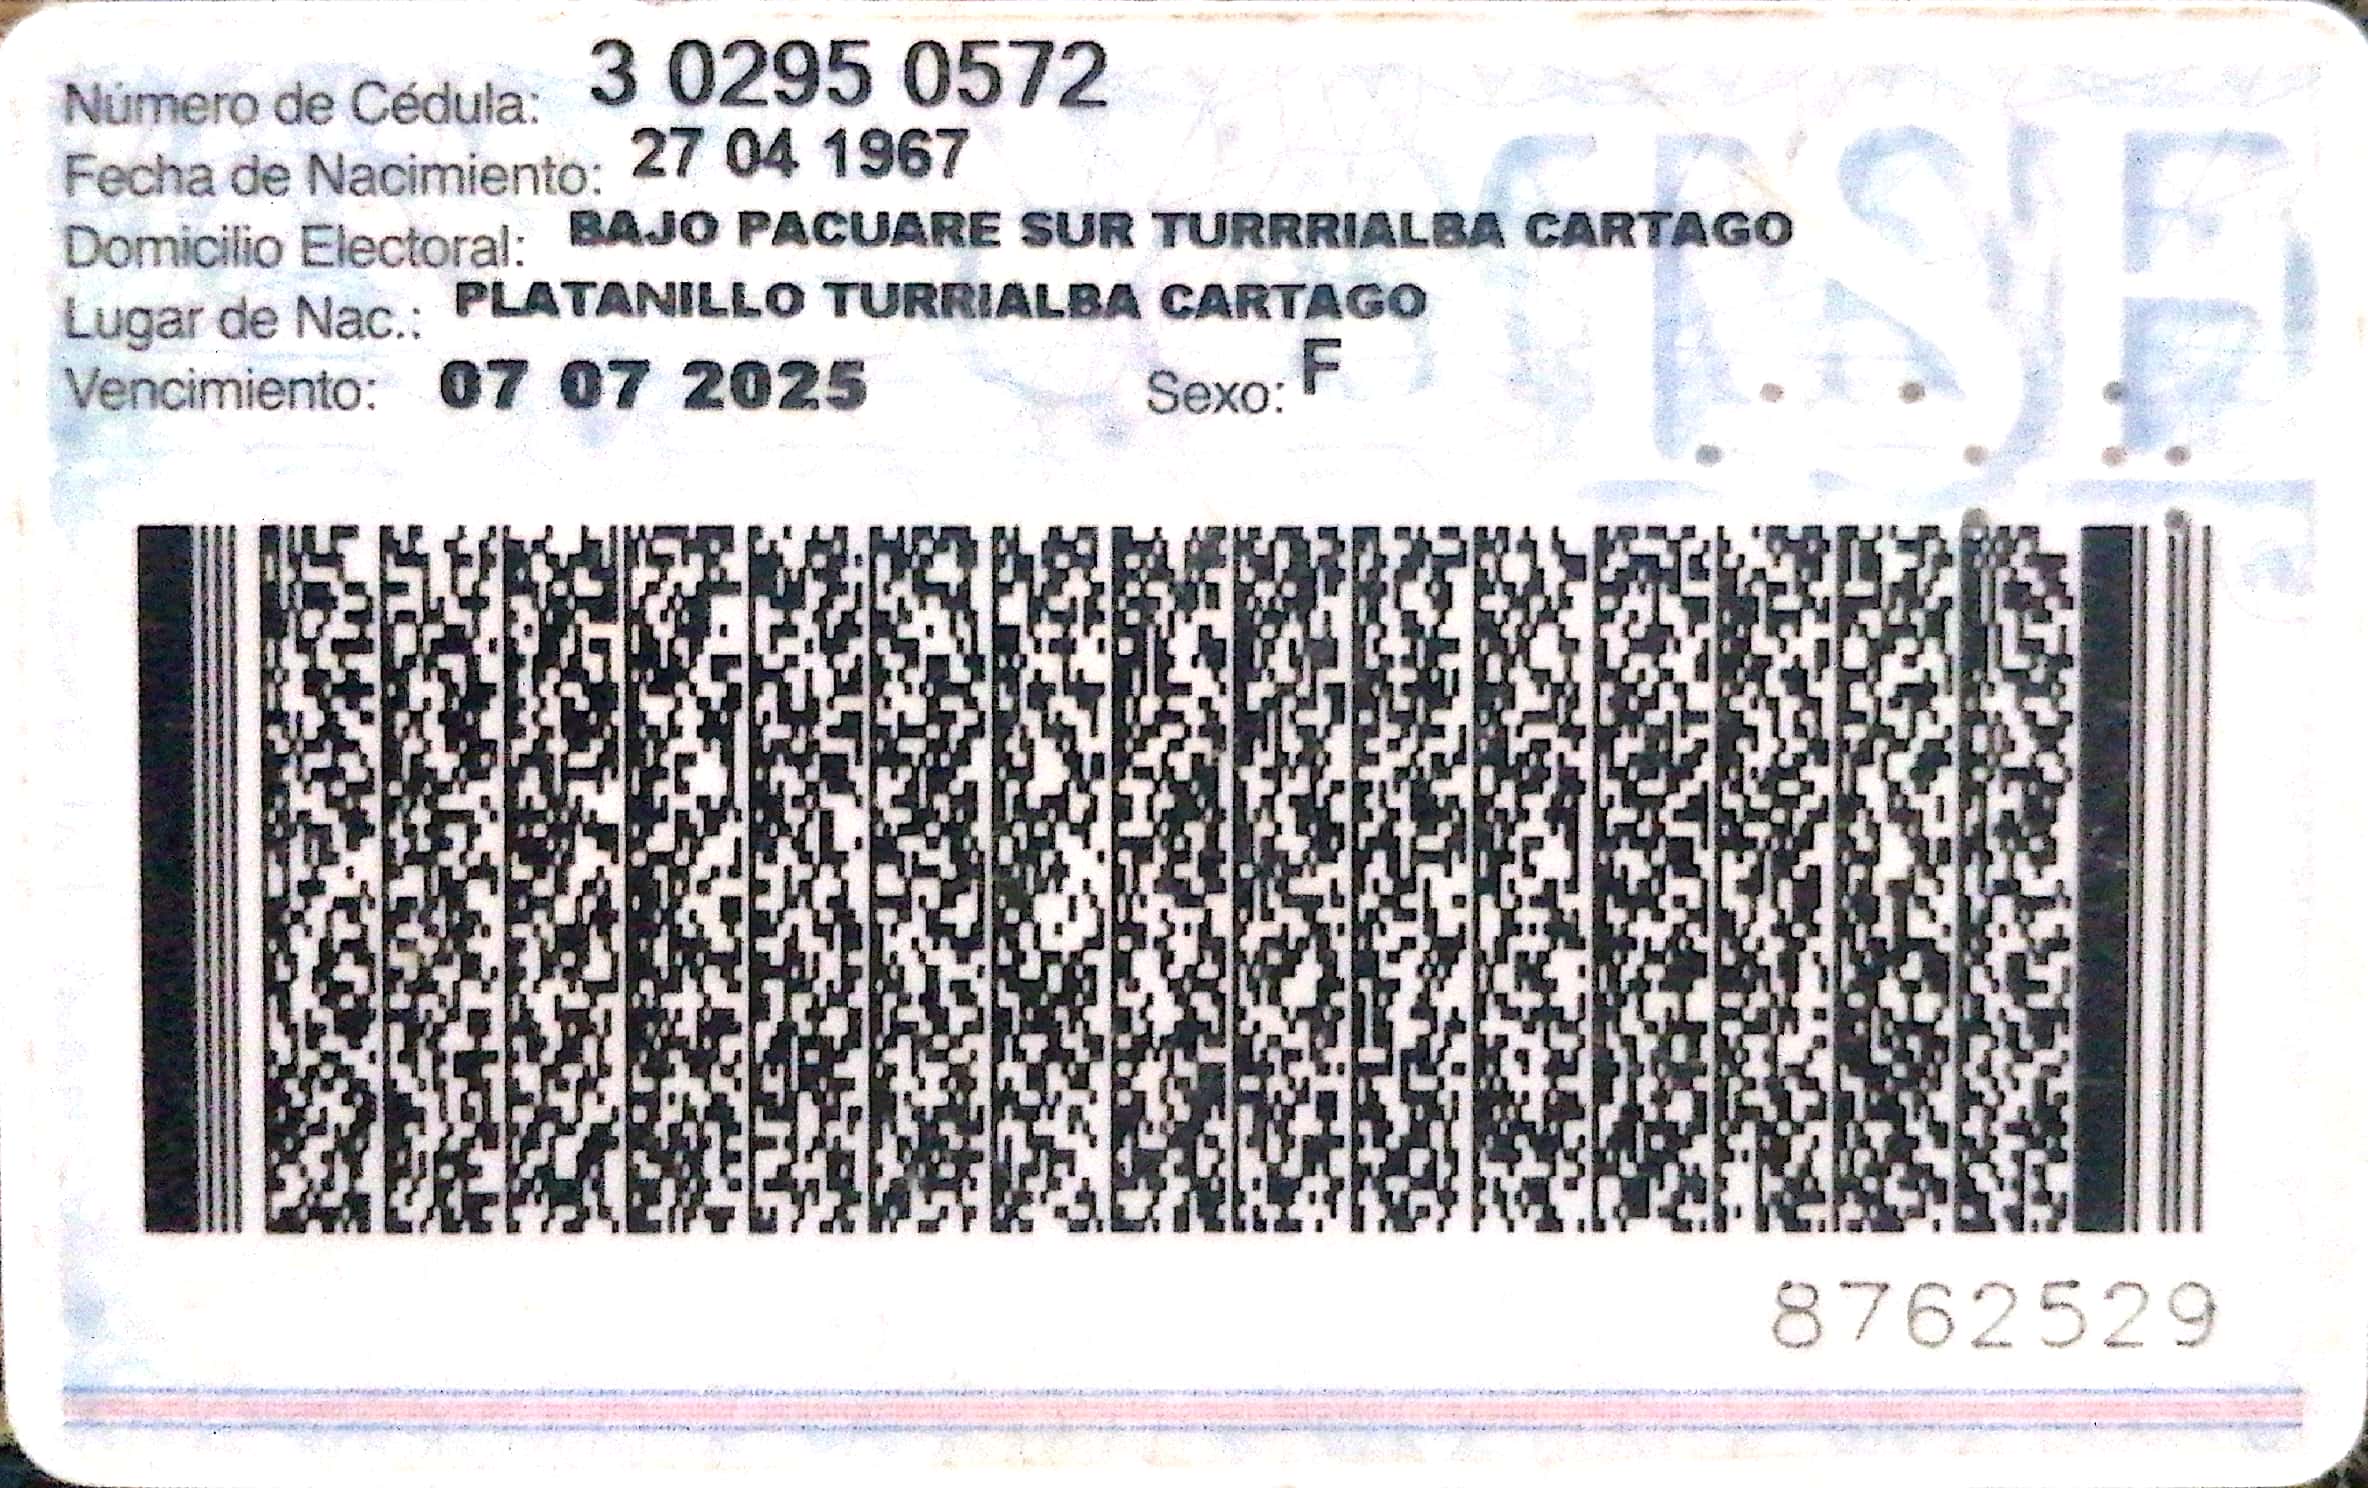 Número de Cédula: 3 0295 0572
Fecha de Nacimiento: 27 04 1967
Domicilio Electoral: BAJO PACUARE SUR TURRRIALBA CARTAGO
Lugar de Nac.: PLATANILLO TURRIALBA CARTAGO
Vencimiento: 07 07 2025 Sexo: F
TSE
8762529